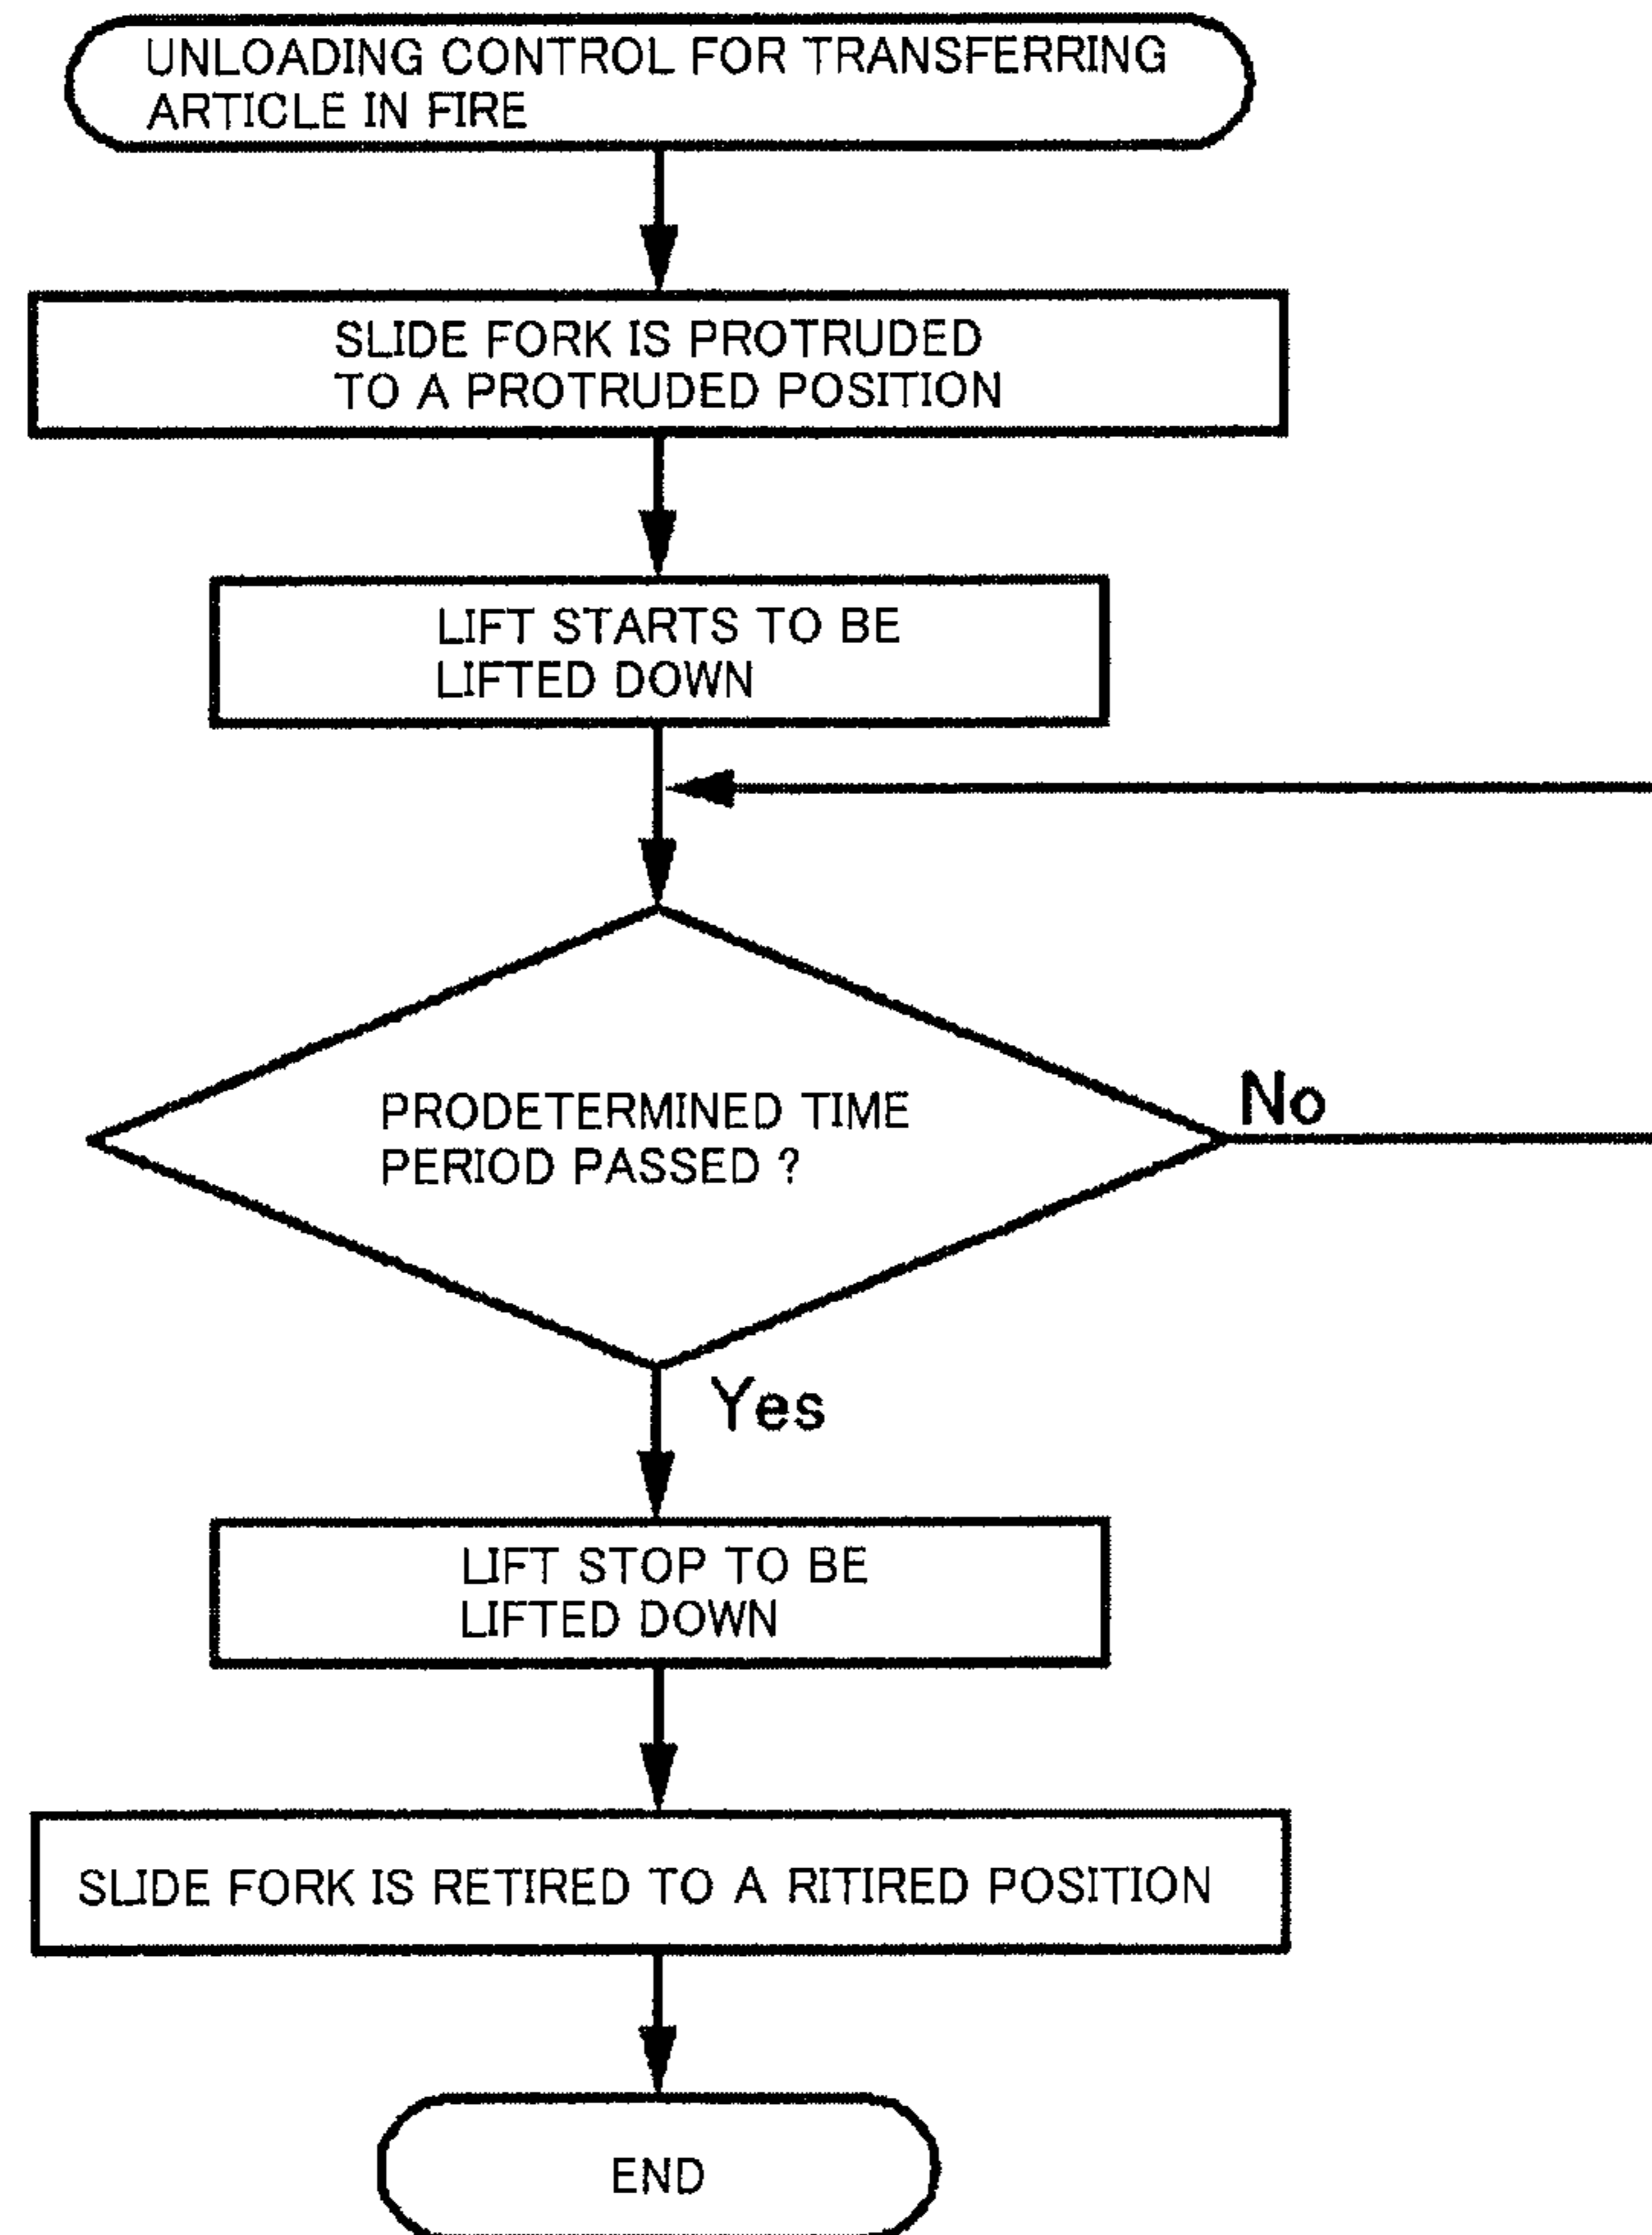 UNLOADING CONTROL FOR TRANSFERRING
ARTICLE IN FIRE
SLIDE FORK IS PROTRUDED
TO A PROTRUDED POSITION
LIFT STARTS TO BE
LIFTED DOWN
PRODETERMINED TIME
PERIOD PASSED ?
No
Yes
LIFT STOP TO BE
LIFTED DOWN
SLIDE FORK IS RETIRED TO A RITIRED POSITION
END